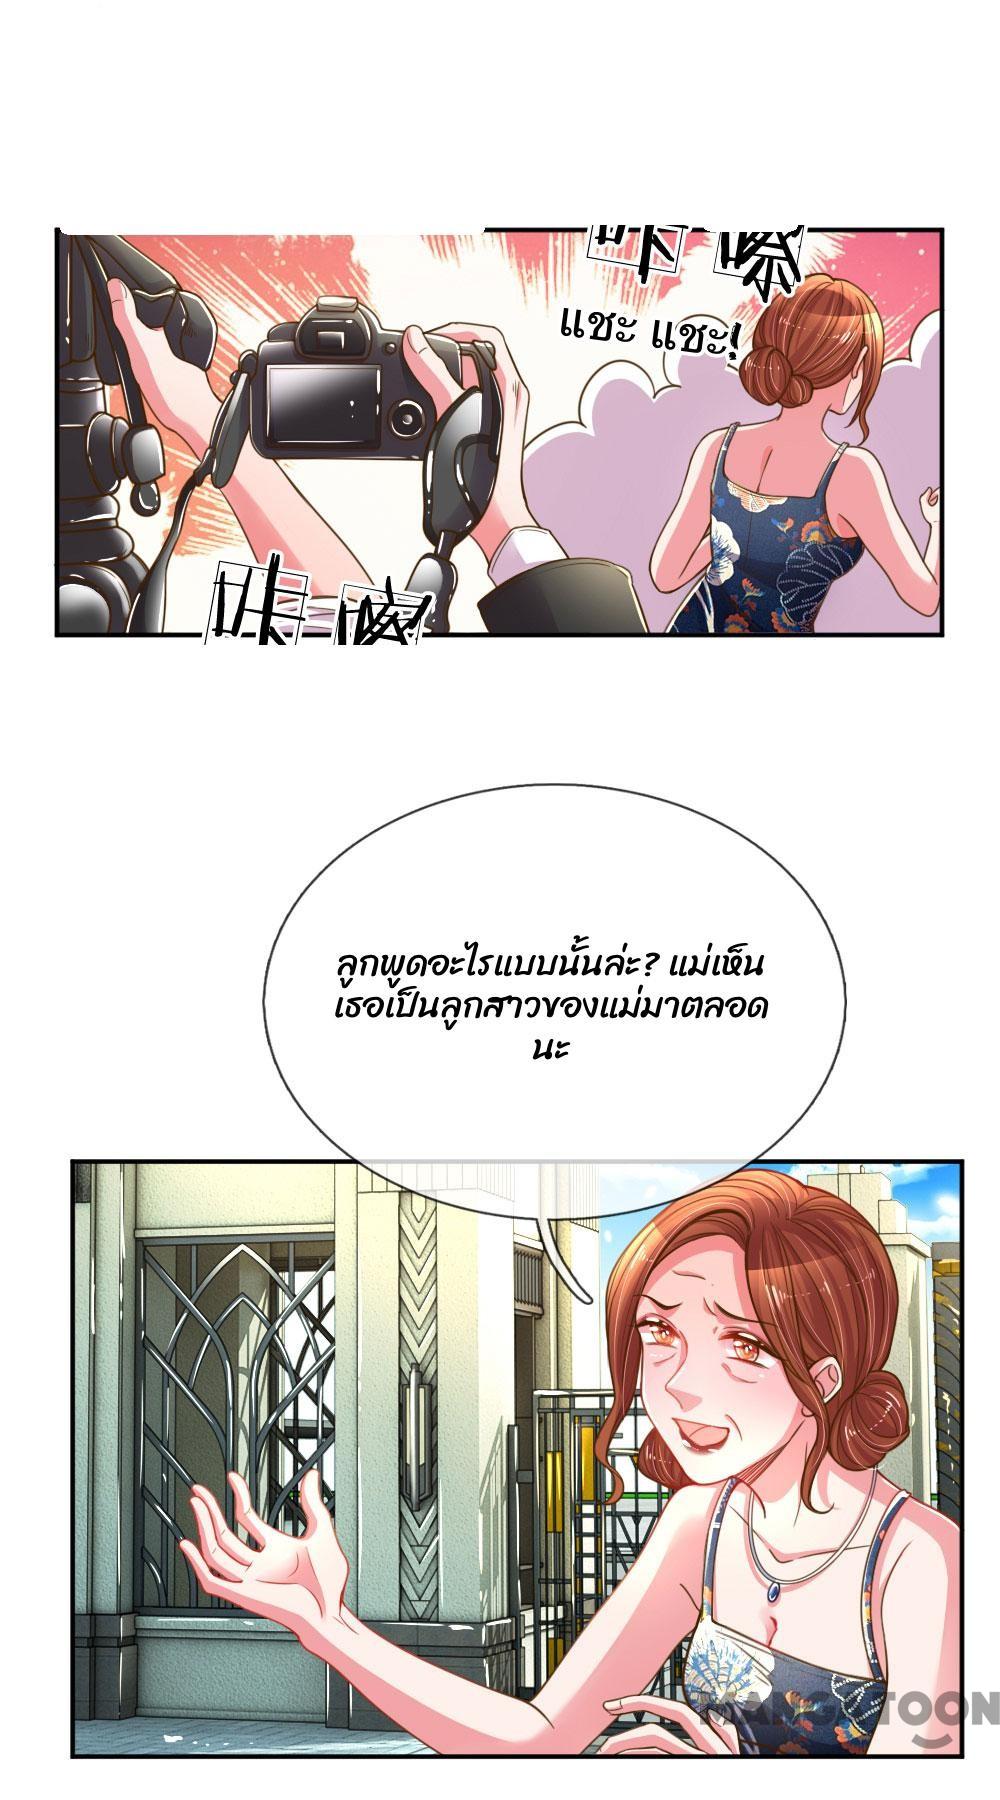 咔 嚓
แชะ แชะ!
咔 嚓
ลูกพูดอะไรแบบนั้นล่ะ? แม่เห็น
เธอเป็นลูกสาวของแม่มาตลอด
นะ
MANGATOON